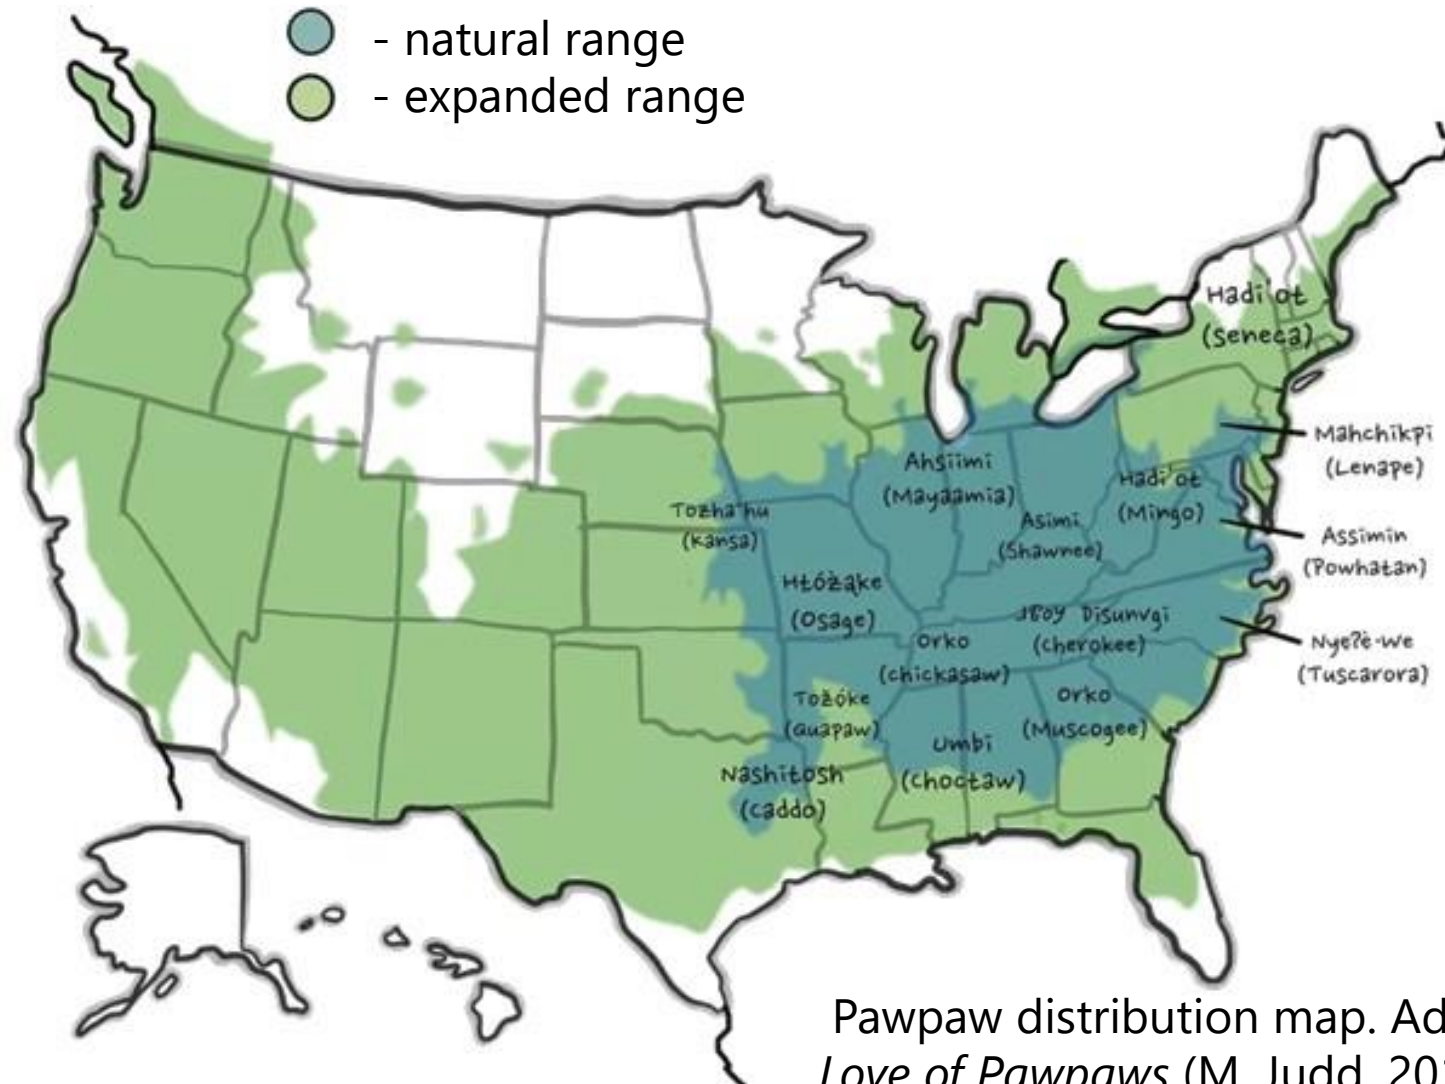 - natural range
- expanded range
Hadi'ot
(Seneca)
Mahchikpi
(Lenape)
Ahsiimi
(Mayaamia)
Hadi'ot
(Mingo)
Tozha'hu
(kansa)
Asimi
(Shawnee)
Assimin
(Powhatan)
Htóžąke
(Osage)
Disunvgi
(cherokee)
Orko
(chickasaw)
Nye?è-we
(Tuscarora)
Tožóke
(Quapaw)
Orko
(Muscogee)
Umbi
(Choctaw)
Nashitosh
(Caddo)
Pawpaw distribution map. Ad
Love of Pawpaws (M. Judd, 20